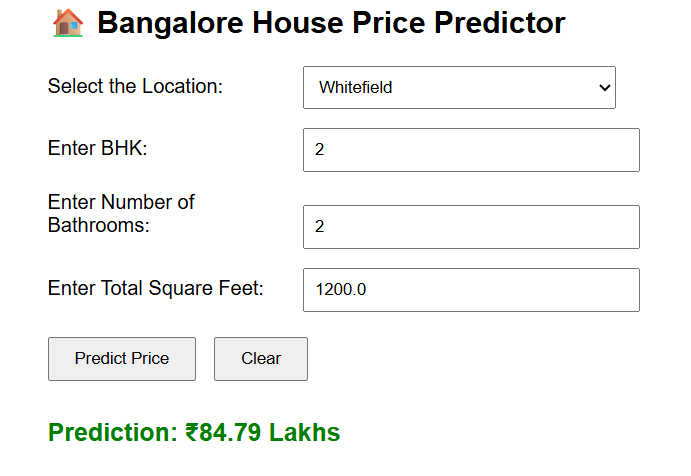 🏠 Bangalore House Price Predictor
Select the Location: Whitefield
Enter BHK: 2
Enter Number of
Bathrooms: 2
Enter Total Square Feet: 1200.0
Predict Price Clear
Prediction: ₹84.79 Lakhs